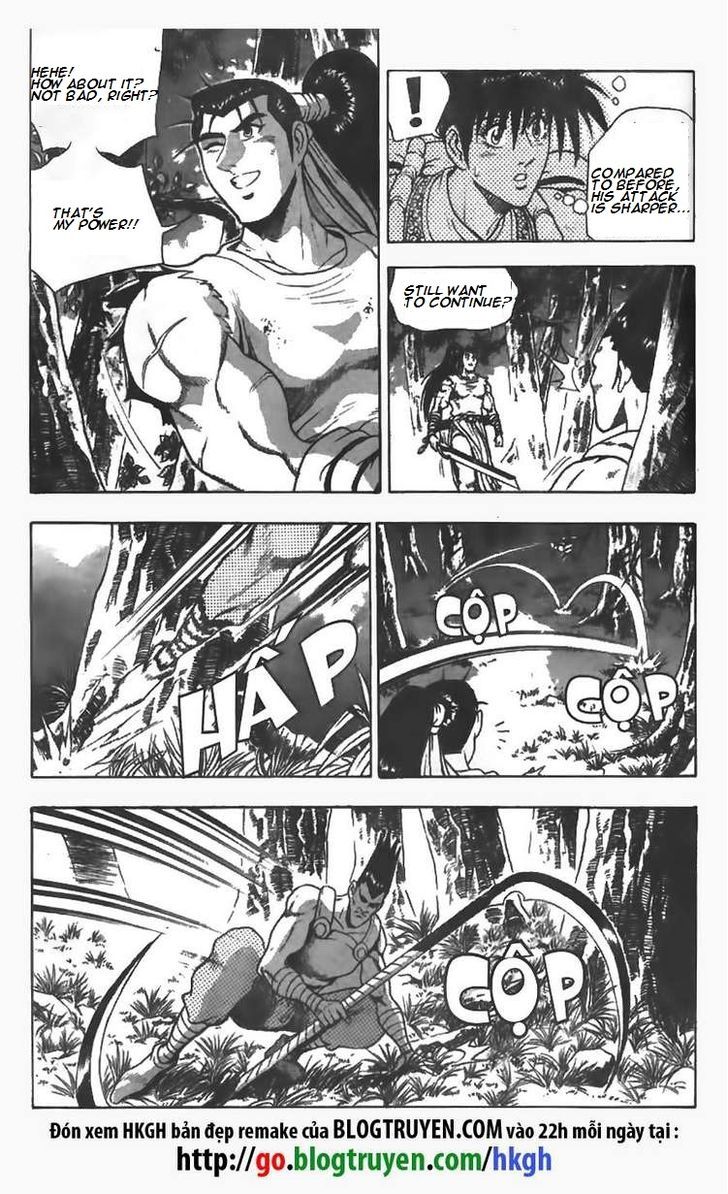 HEHE!
HOW ABOUT IT?
NOT BAD, RIGHT?
THAT'S
MY POWER!!
!
COMPARED
TO BEFORE,
HIS ATTACK
IS SHARPER...
STILL WANT
TO CONTINUE?
HẤP
CỘP
CỘP
CỘP
Đón xem HKGH bản đẹp remake của BLOGTRUYEN.COM vào 22h mỗi ngày tại :
http://go.blogtruyen.com/hkgh